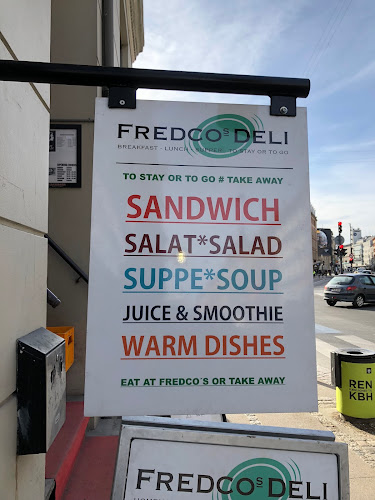 FREDCO'S DELI
BREAKFAST - LUNCH - DINNER - TO STAY OR TO GO
TO STAY OR TO GO # TAKE AWAY
SANDWICH
SALAT*SALAD
SUPPE*SOUP
JUICE & SMOOTHIE
WARM DISHES
EAT AT FREDCO´S OR TAKE AWAY
FREDCO'S DELI
REN
KBH